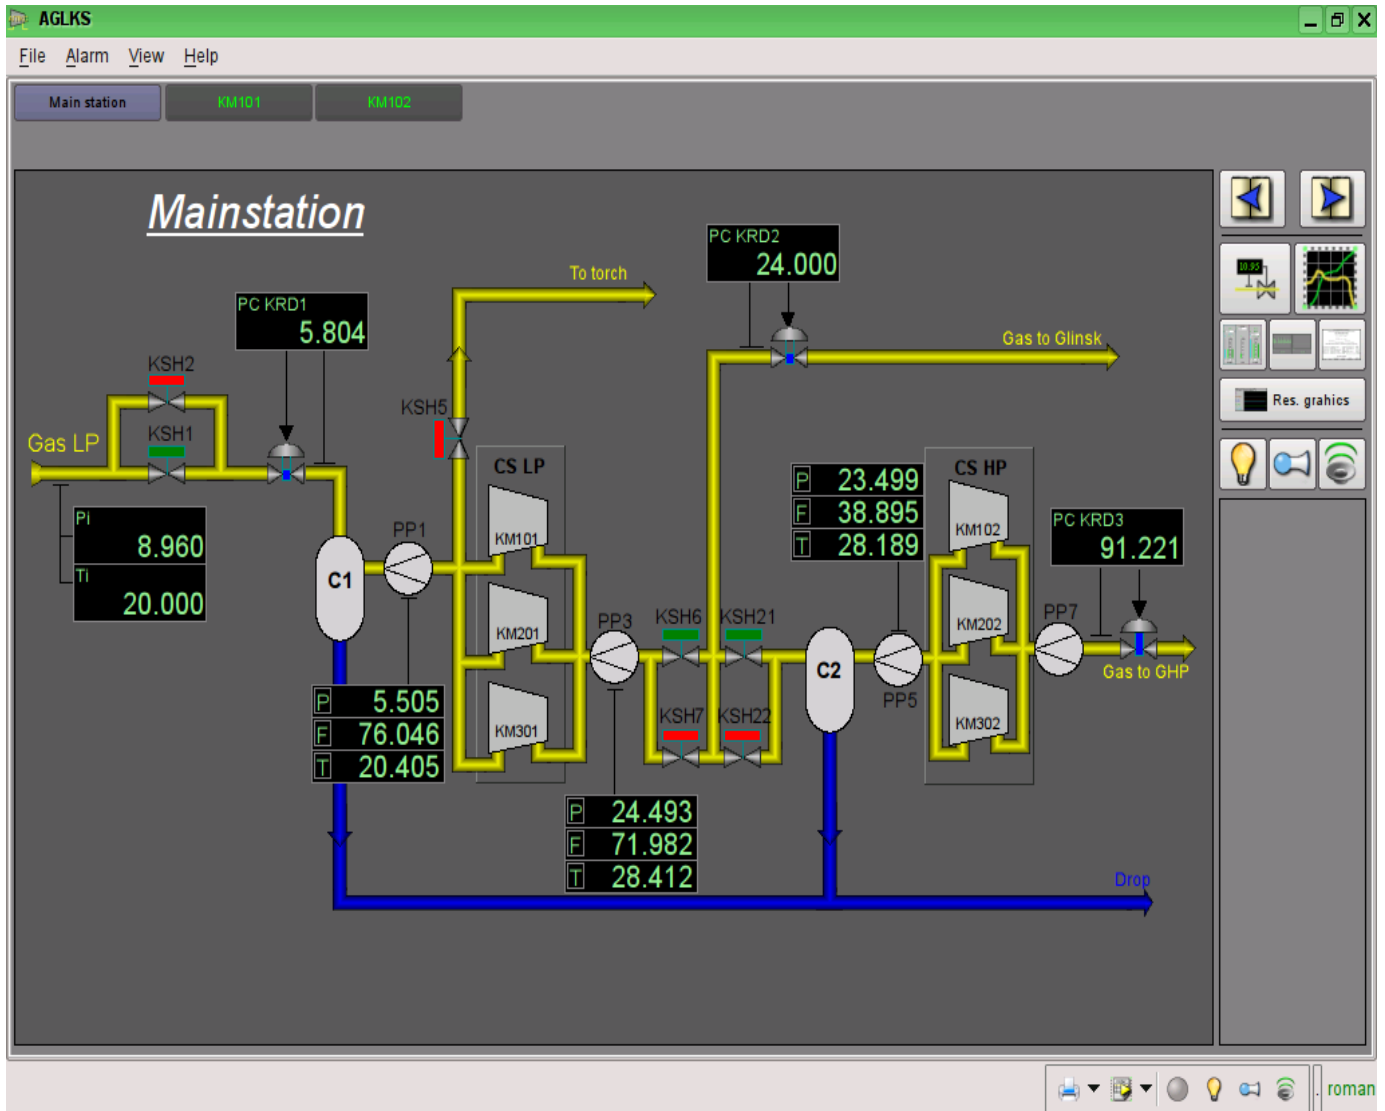 AGLKS
File Alarm View Help
Main station KM101 KM102
Mainstation
PC KRD2
24.000
To torch
PC KRD1
5.804
Gas to Glinsk
KSH2
KSH5
Res. grahics
Gas LP
KSH1
CS LP
CS HP
P 23.499
F 38.895
T 28.189
Pi
8.960
Ti
20.000
PP1
KM101
KM102
PC KRD3
91.221
C1
KM201
PP3
KSH6
KSH21
KM202
PP7
C2
Gas to GHP
PP5
P 5.505
F 76.046
T 20.405
KM301
KSH7
KSH22
KM302
P 24.493
F 71.982
T 28.412
Drop
roman